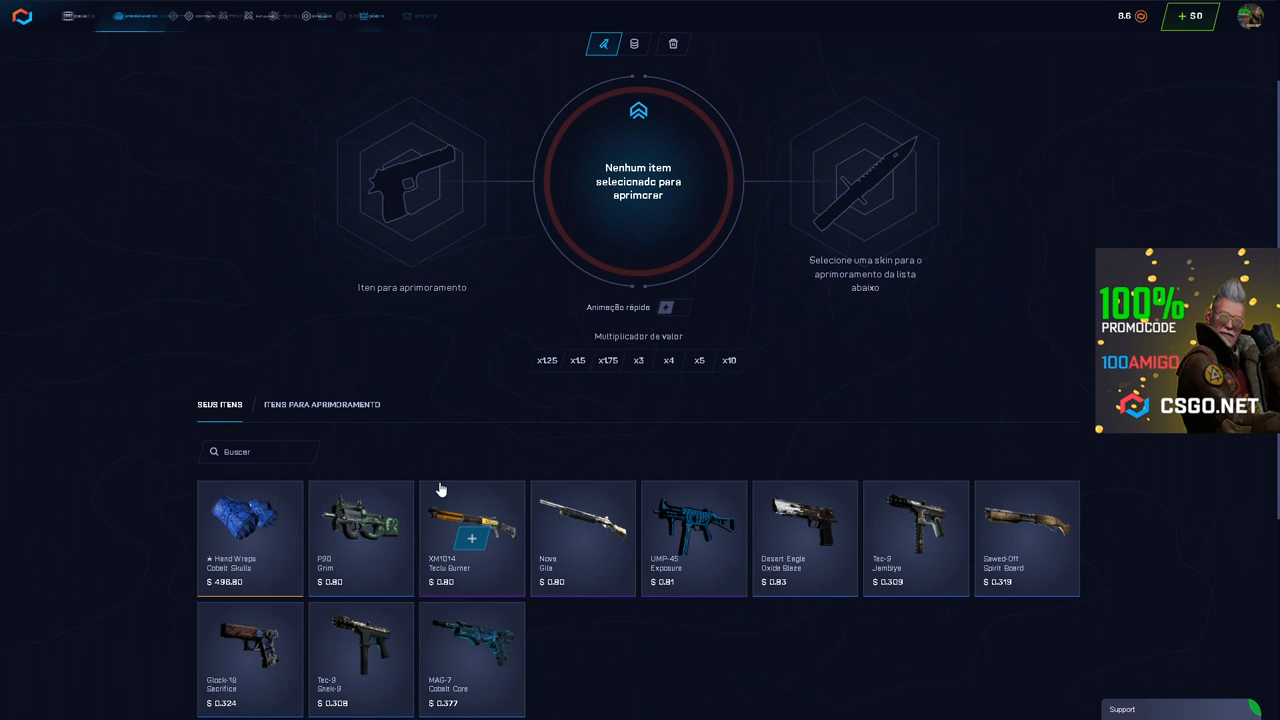 8.6
+ $0
Nenhum item
selecionado para
aprimorar
Selecione uma skin para o
aprimoramento da lista
abaixo
Iten para aprimoramento
Animação rápida
Multiplicador de valor
x1.25 x1.5 x1.75 x3 x4 x5 x10
100%
PROMOCODE
100AMIGO
CSGO.NET
SEUS ITENS / ITENS PARA APRIMORAMENTO
Buscar
★ Hand Wraps
Cobalt Skulls
$ 496.80
P90
Grim
$ 0.80
XM1014
Teclu Burner
$ 0.80
Nova
Gila
$ 0.80
UMP-45
Exposure
$ 0.81
Desert Eagle
Oxide Blaze
$ 0.83
Tec-9
Jambiya
$ 0.309
Sawed-Off
Spirit Board
$ 0.319
Glock-18
Sacrifice
$ 0.324
Tec-9
Snek-9
$ 0.308
MAG-7
Cobalt Core
$ 0.377
Support